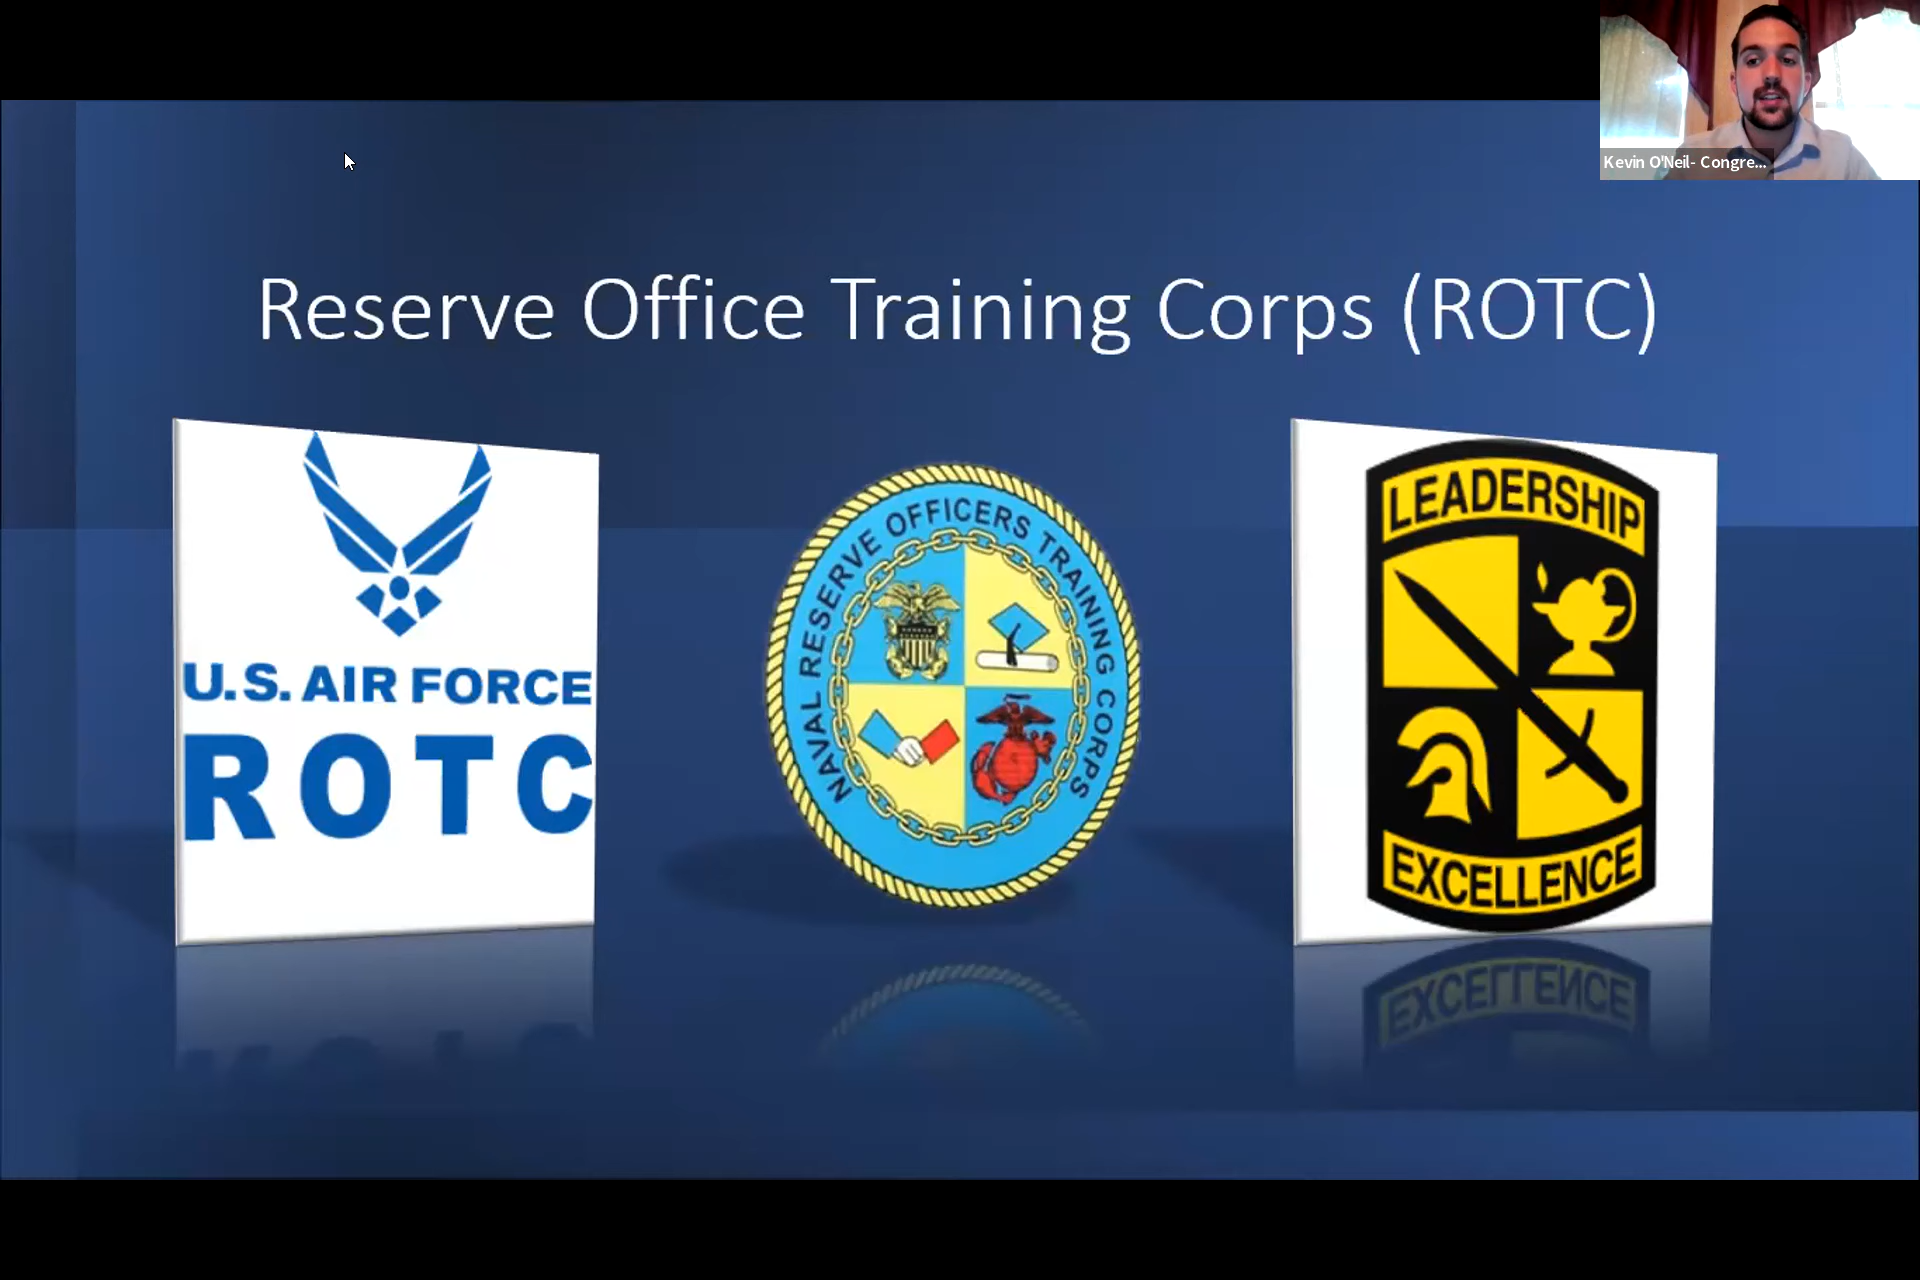 Kevin O'Neil- Congre...
Reserve Office Training Corps (ROTC)
U.S. AIR FORCE
ROTC
NAVAL RESERVE OFFICERS TRAINING CORPS
LEADERSHIP
EXCELLENCE